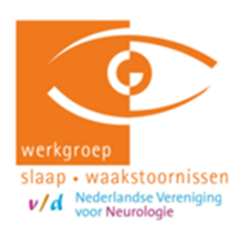 werkgroep
slaap • waakstoornissen
v/d Nederlandse Vereniging
voor Neurologie